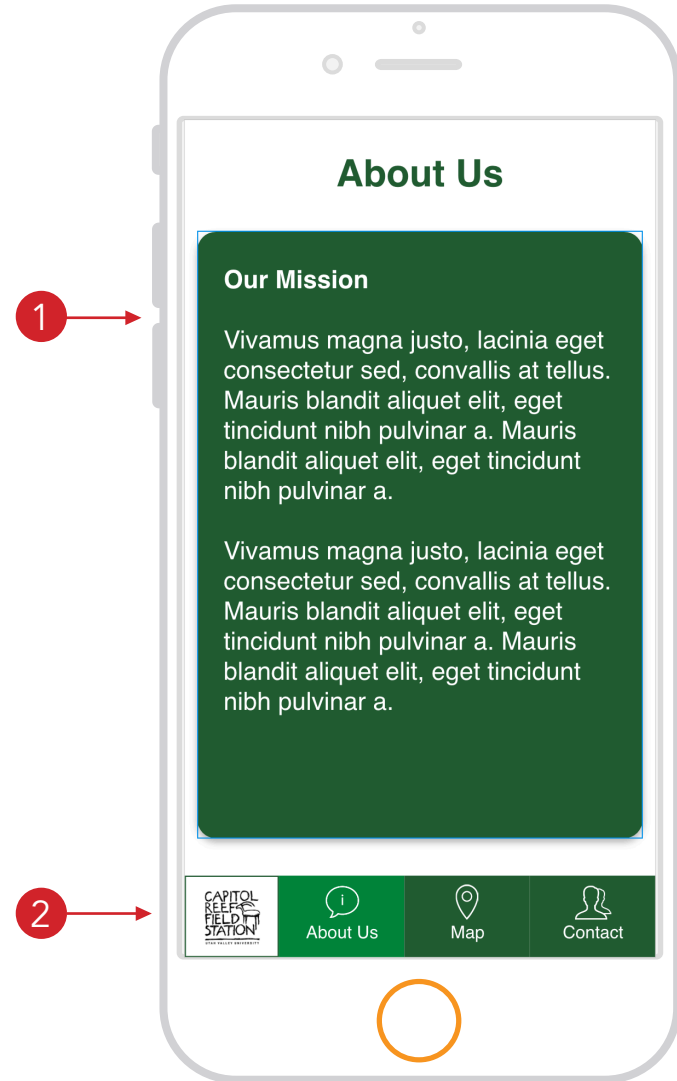 About Us
Our Mission
Vivamus magna justo, lacinia eget
consectetur sed, convallis at tellus.
Mauris blandit aliquet elit, eget
tincidunt nibh pulvinar a. Mauris
blandit aliquet elit, eget tincidunt
nibh pulvinar a.
Vivamus magna justo, lacinia eget
consectetur sed, convallis at tellus.
Mauris blandit aliquet elit, eget
tincidunt nibh pulvinar a. Mauris
blandit aliquet elit, eget tincidunt
nibh pulvinar a.
1
2
CAPITOL
REEF
FIELD
STATION
UTAH VALLEY UNIVERSITY
i
About Us
Map
Contact